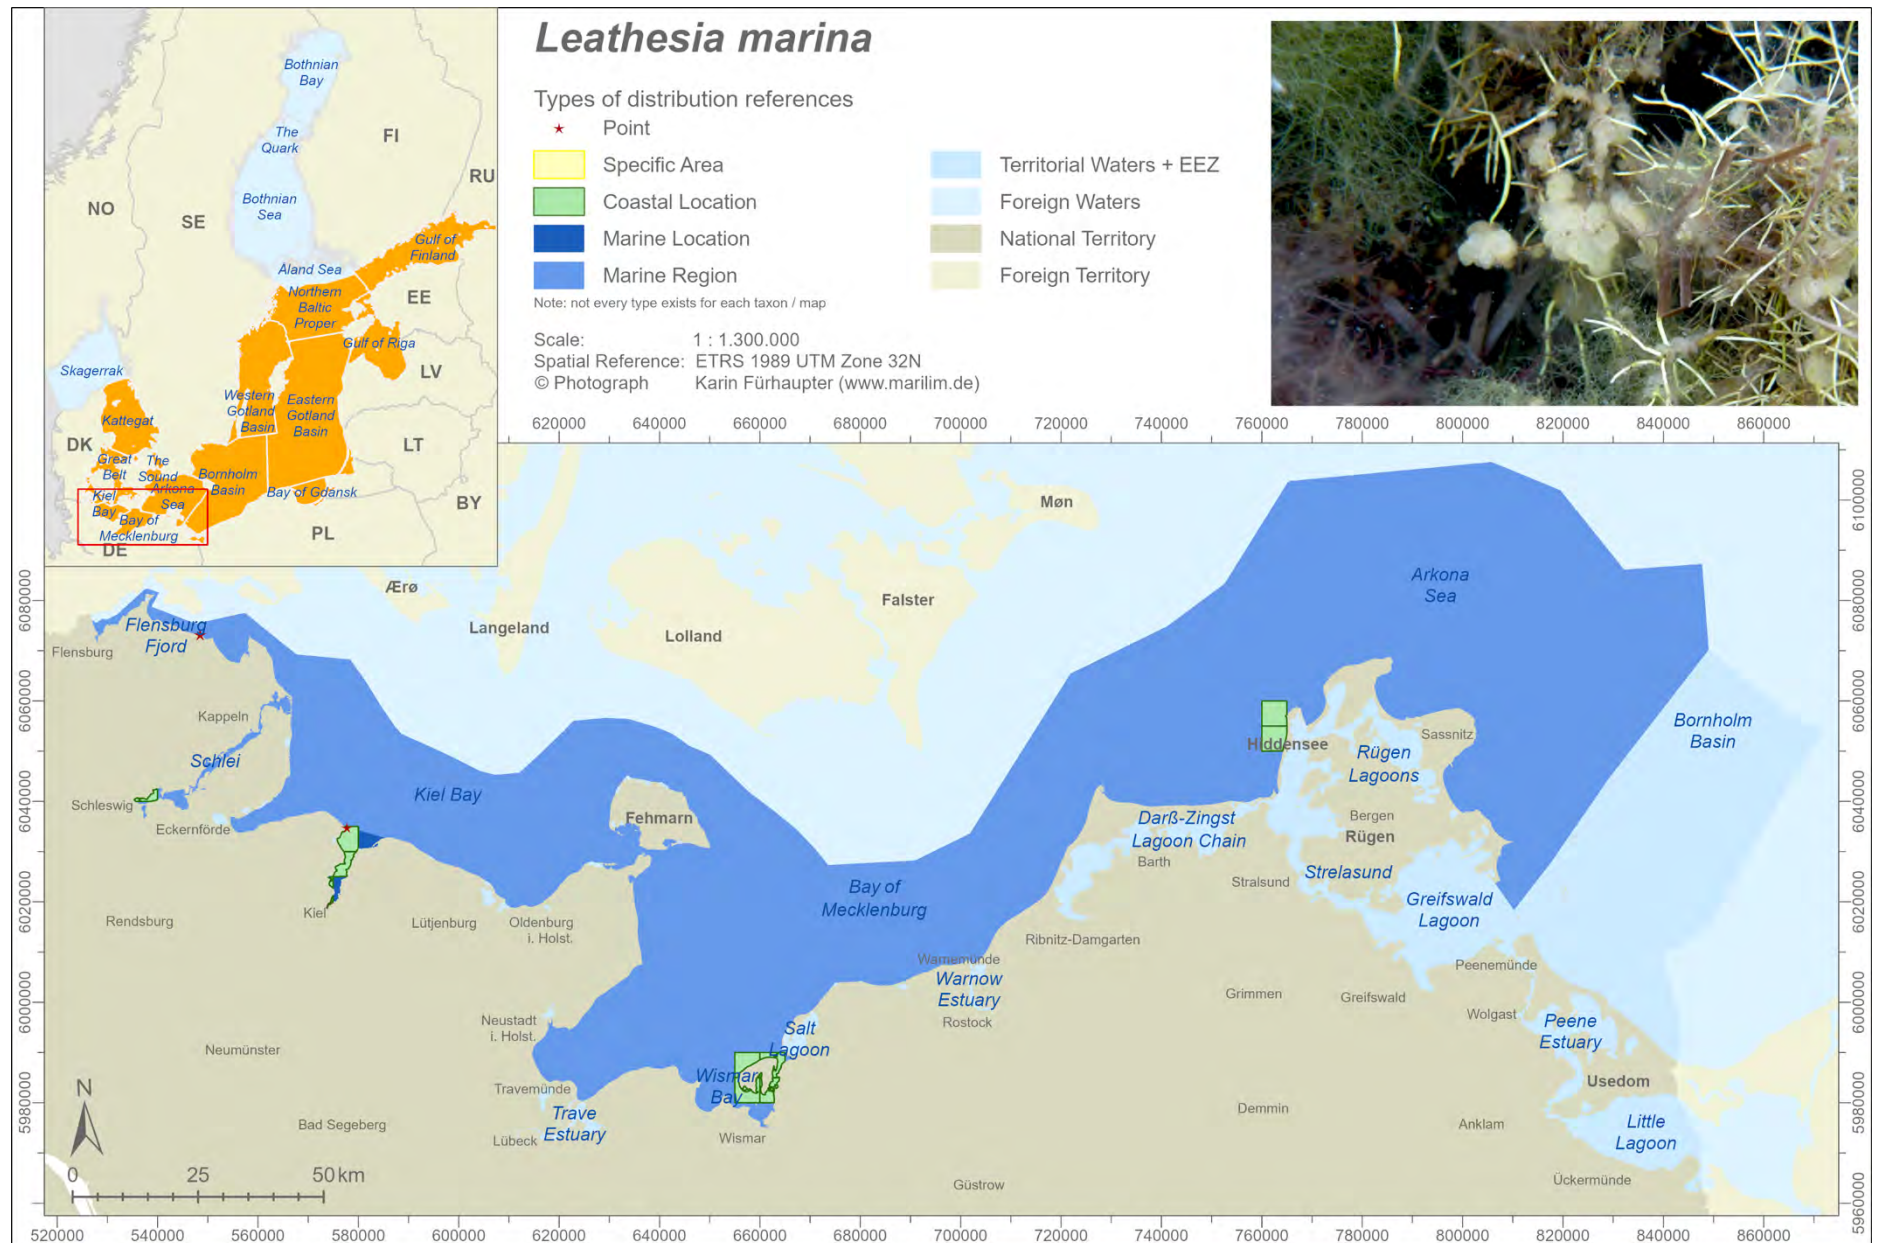 Leathesia marina
Types of distribution references
Point
Specific Area
Coastal Location
Marine Location
Marine Region
Territorial Waters + EEZ
Foreign Waters
National Territory
Foreign Territory
Note: not every type exists for each taxon / map
Scale: 1 : 1.300.000
Spatial Reference: ETRS 1989 UTM Zone 32N
© Photograph Karin Fürhaupter (www.marilim.de)
Bothnian
Bay
The
Quark
FI
RU
Bothnian
Sea
NO
SE
Gulf of
Finland
Åland Sea
Northern
Baltic
Proper
EE
Gulf of Riga
Skagerrak
LV
Western
Gotland
Basin
Eastern
Gotland
Basin
Kattegat
DK
LT
Great
Belt
The
Sound
Bornholm
Basin
Arkona
Sea
Bay of Gdańsk
Kiel
Bay
BY
Bay of
Mecklenburg
PL
DE
620000 640000 660000 680000 700000 720000 740000 760000 780000 800000 820000 840000 860000
6100000
6080000
6060000
6040000
6020000
6000000
5980000
5960000
6080000
6060000
6040000
6020000
6000000
5980000
Møn
Ærø
Falster
Langeland
Lolland
Arkona
Sea
Flensburg
Fjord
Flensburg
Kappeln
Schlei
Schleswig
Eckernförde
Kiel Bay
Fehmarn
Hiddensee
Sassnitz
Rügen
Lagoons
Bornholm
Basin
Bergen
Rügen
Darß-Zingst
Lagoon Chain
Barth
Strelasund
Stralsund
Greifswald
Lagoon
Bay of
Mecklenburg
Kiel
Rendsburg
Lütjenburg
Oldenburg
i. Holst.
Ribnitz-Damgarten
Warnemünde
Warnow
Estuary
Rostock
Peenemünde
Grimmen
Greifswald
Wolgast
Peene
Estuary
Neustadt
i. Holst.
Salt
Lagoon
Neumünster
Wismar
Bay
Travemünde
Trave
Estuary
Usedom
Demmin
Anklam
Little
Lagoon
Bad Segeberg
Lübeck
Wismar
Güstrow
Ückermünde
N
0 25 50 km
520000 540000 560000 580000 600000 620000 640000 660000 680000 700000 720000 740000 760000 780000 800000 820000 840000 860000